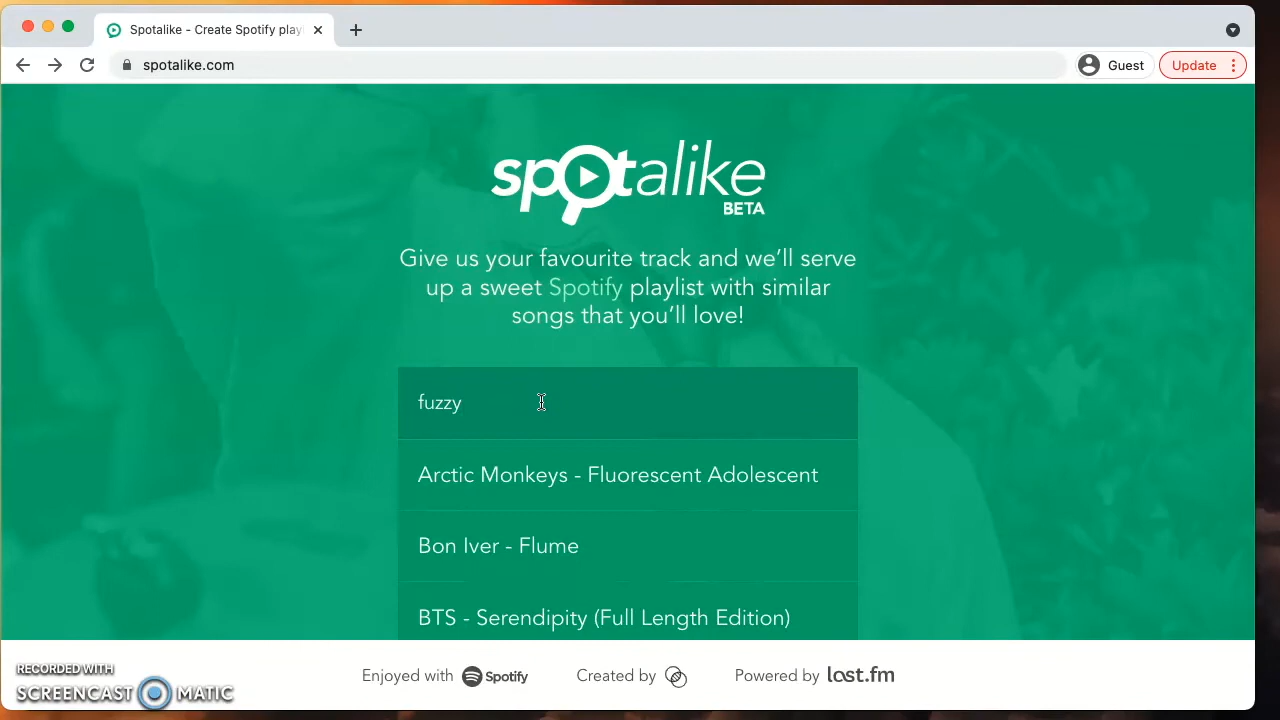 Spotalike - Create Spotify play
spotalike.com
Guest
Update
spotalike
BETA
Give us your favourite track and we'll serve
up a sweet Spotify playlist with similar
songs that you'll love!
fuzzy
Arctic Monkeys - Fluorescent Adolescent
Bon Iver - Flume
BTS - Serendipity (Full Length Edition)
Enjoyed with Spotify
Created by
Powered by last.fm
RECORDED WITH
SCREENCAST MATIC